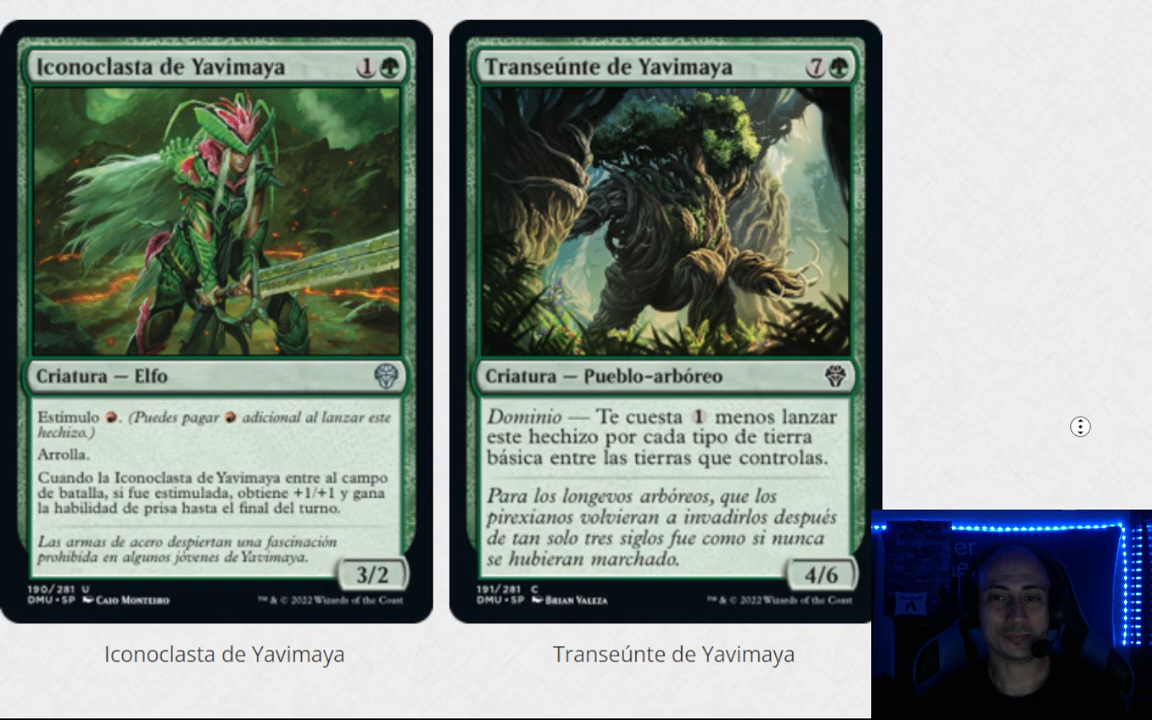 Iconoclasta de Yavimaya 1
Criatura — Elfo
Estímulo . (Puedes pagar adicional al lanzar este
hechizo.)
Arrolla.
Cuando la Iconoclasta de Yavimaya entre al campo
de batalla, si fue estimulada, obtiene +1/+1 y gana
la habilidad de prisa hasta el final del turno.
Las armas de acero despiertan una fascinación
prohibida en algunos jóvenes de Yavimaya.
3/2
190/281 U
DMU • SP Caio Monteiro
™ & © 2022 Wizards of the Coast
Iconoclasta de Yavimaya
Transeúnte de Yavimaya 7
Criatura — Pueblo-arbóreo
Dominio — Te cuesta 1 menos lanzar
este hechizo por cada tipo de tierra
básica entre las tierras que controlas.
Para los longevos arbóreos, que los
pirexianos volvieran a invadirlos después
de tan solo tres siglos fue como si nunca
se hubieran marchado.
4/6
191/281 C
DMU • SP Brian Valeza
™ & © 2022 Wizards of the Coast
Transeúnte de Yavimaya